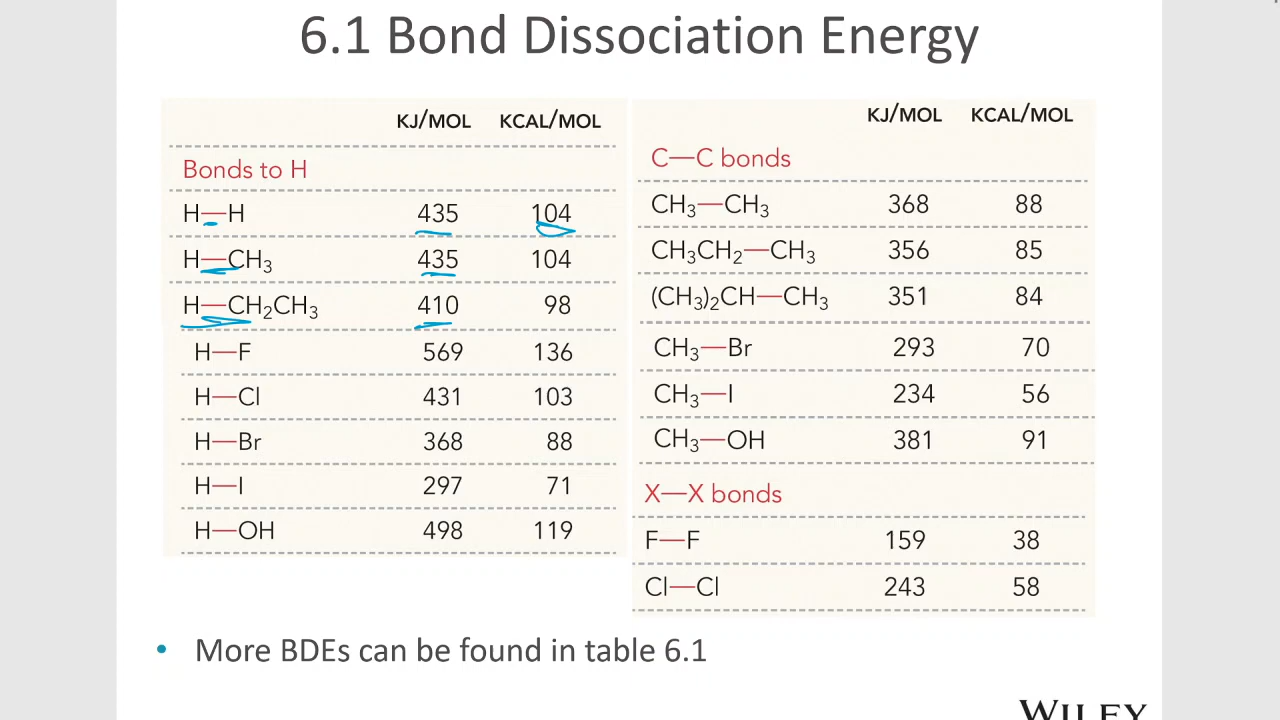 6.1 Bond Dissociation Energy
KJ/MOL KCAL/MOL
Bonds to H
H—H 435 104
H—CH₃ 435 104
H—CH₂CH₃ 410 98
H—F 569 136
H—Cl 431 103
H—Br 368 88
H—I 297 71
H—OH 498 119
KJ/MOL KCAL/MOL
C—C bonds
CH₃—CH₃ 368 88
CH₃CH₂—CH₃ 356 85
(CH₃)₂CH—CH₃ 351 84
CH₃—Br 293 70
CH₃—I 234 56
CH₃—OH 381 91
X—X bonds
F—F 159 38
Cl—Cl 243 58
• More BDEs can be found in table 6.1
WILEY